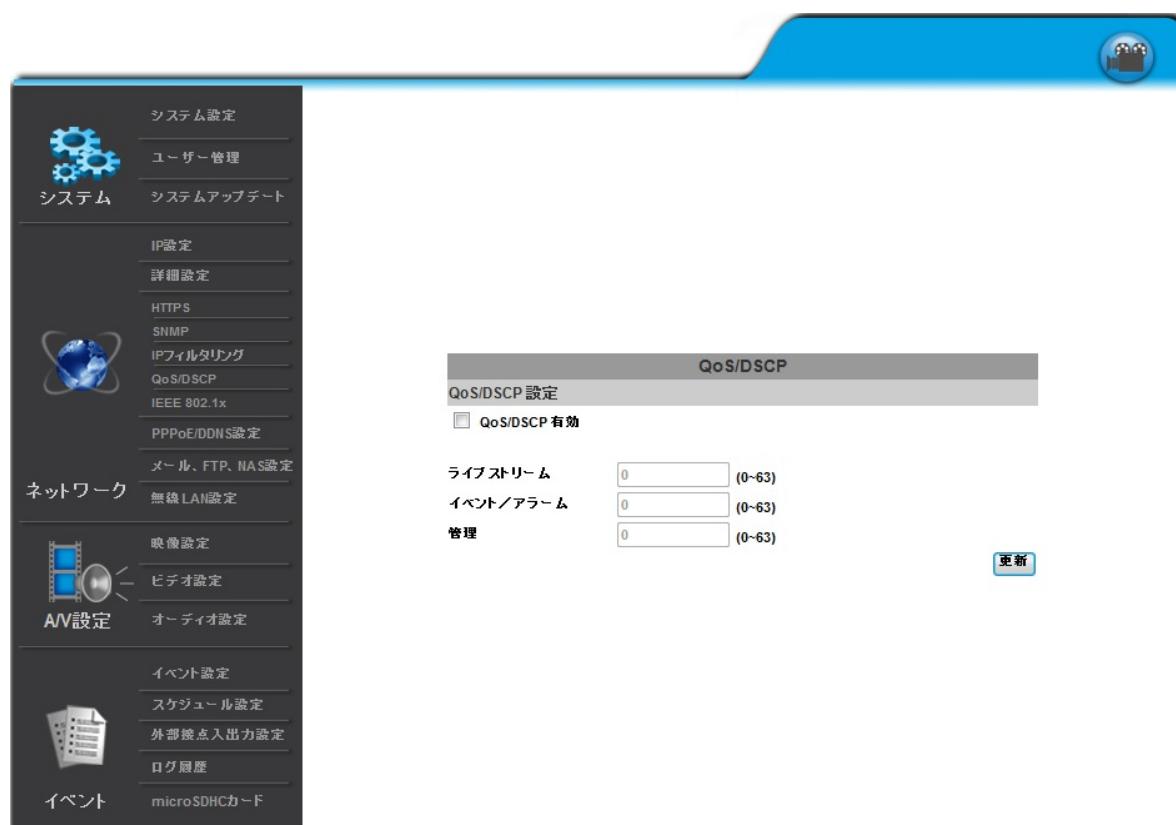 システム
システム設定
ユーザー管理
システムアップデート
ネットワーク
IP設定
詳細設定
HTTPS
SNMP
IPフィルタリング
QoS/DSCP
IEEE 802.1x
PPPoE/DDNS設定
メール、FTP、NAS設定
無線LAN設定
A/V設定
映像設定
ビデオ設定
オーディオ設定
イベント
イベント設定
スケジュール設定
外部接点入出力設定
ログ履歴
microSDHCカード
QoS/DSCP
QoS/DSCP 設定
QoS/DSCP 有効
ライブストリーム 0 (0~63)
イベント/アラーム 0 (0~63)
管理 0 (0~63)
更新